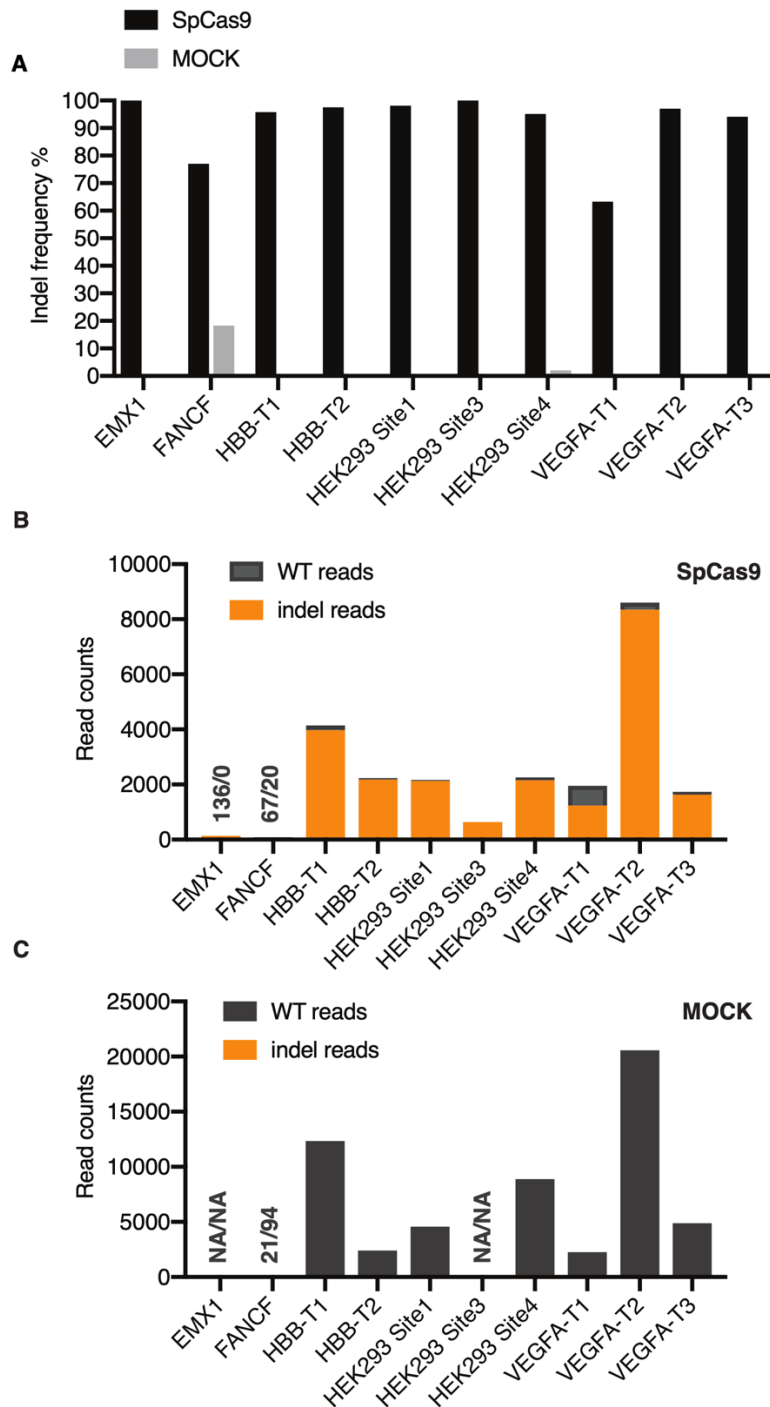 SpCas9
MOCK
A
Indel frequency %
100
90
80
70
60
50
40
30
20
10
0
EMX1
FANCF
HBB-T1
HBB-T2
HEK293 Site1
HEK293 Site3
HEK293 Site4
VEGFA-T1
VEGFA-T2
VEGFA-T3
B
WT reads
indel reads
SpCas9
Read counts
10000
8000
6000
4000
2000
0
136/0
67/20
EMX1
FANCF
HBB-T1
HBB-T2
HEK293 Site1
HEK293 Site3
HEK293 Site4
VEGFA-T1
VEGFA-T2
VEGFA-T3
C
WT reads
indel reads
MOCK
Read counts
25000
20000
15000
10000
5000
0
NA/NA
21/94
NA/NA
EMX1
FANCF
HBB-T1
HBB-T2
HEK293 Site1
HEK293 Site3
HEK293 Site4
VEGFA-T1
VEGFA-T2
VEGFA-T3